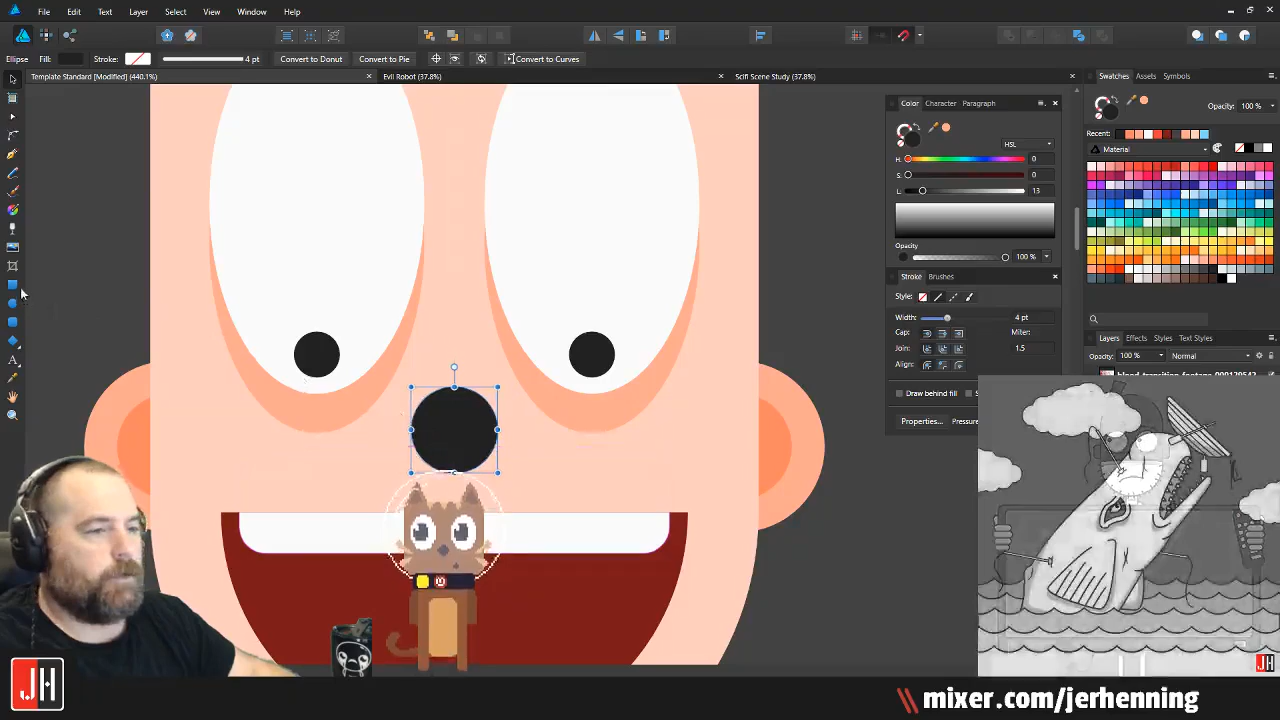 File Edit Text Layer Select Arrange View Window Help
Ellipse Fill: Stroke: 4 pt Convert to Donut Convert to Pie Convert to Curves
Template Standard [Modified] (440.1%) Evil Robot (37.8%) Scifi Scene Study (37.8%)
Swatches Assets Symbols
Color Character Paragraph
Opacity: 100 %
Recent:
HSL
Material
H: 0
S: 0
L: 13
Opacity
100 %
Stroke Brushes
Style:
Width: 4 pt
Cap: Miter:
Join: 1.5
Align:
Layers Effects Styles Text Styles
Opacity: 100 % Normal
Draw behind fill
Properties...
JH
JH
\\ mixer.com/jerhenning